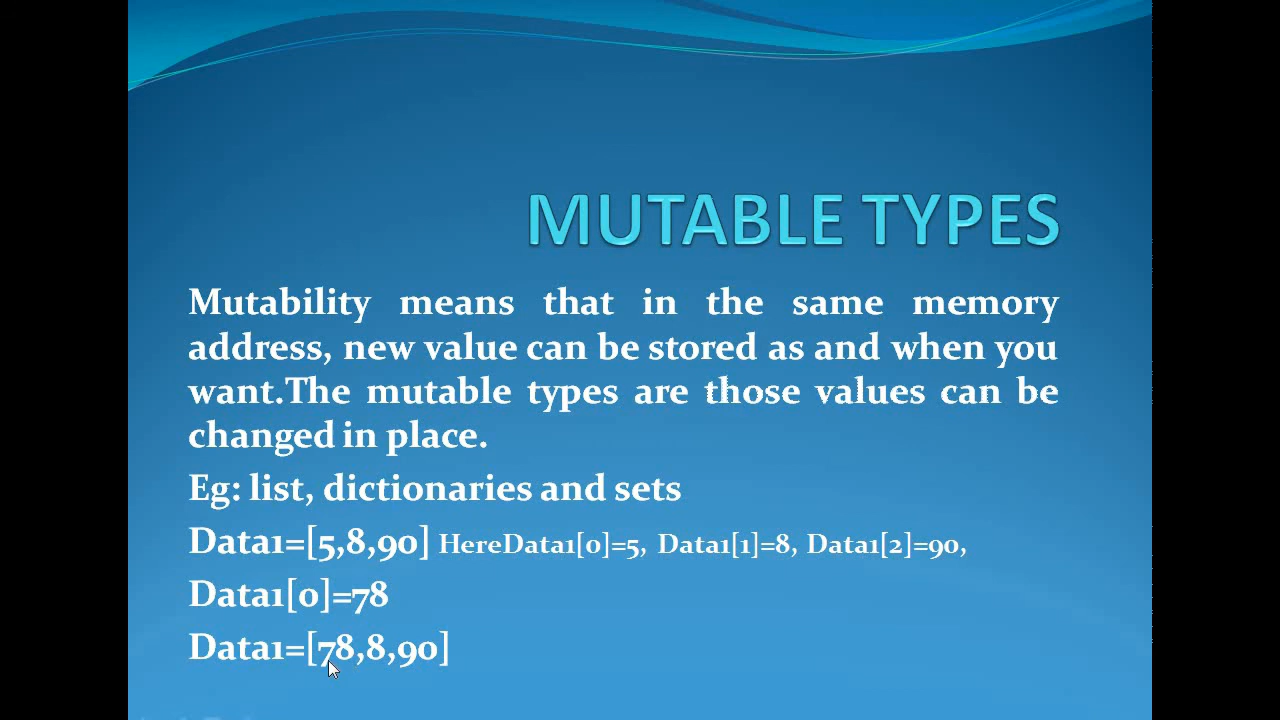 MUTABLE TYPES
Mutability means that in the same memory
address, new value can be stored as and when you
want.The mutable types are those values can be
changed in place.
Eg: list, dictionaries and sets
Data1=[5,8,90] HereData1[0]=5, Data1[1]=8, Data1[2]=90,
Data1[0]=78
Data1=[78,8,90]